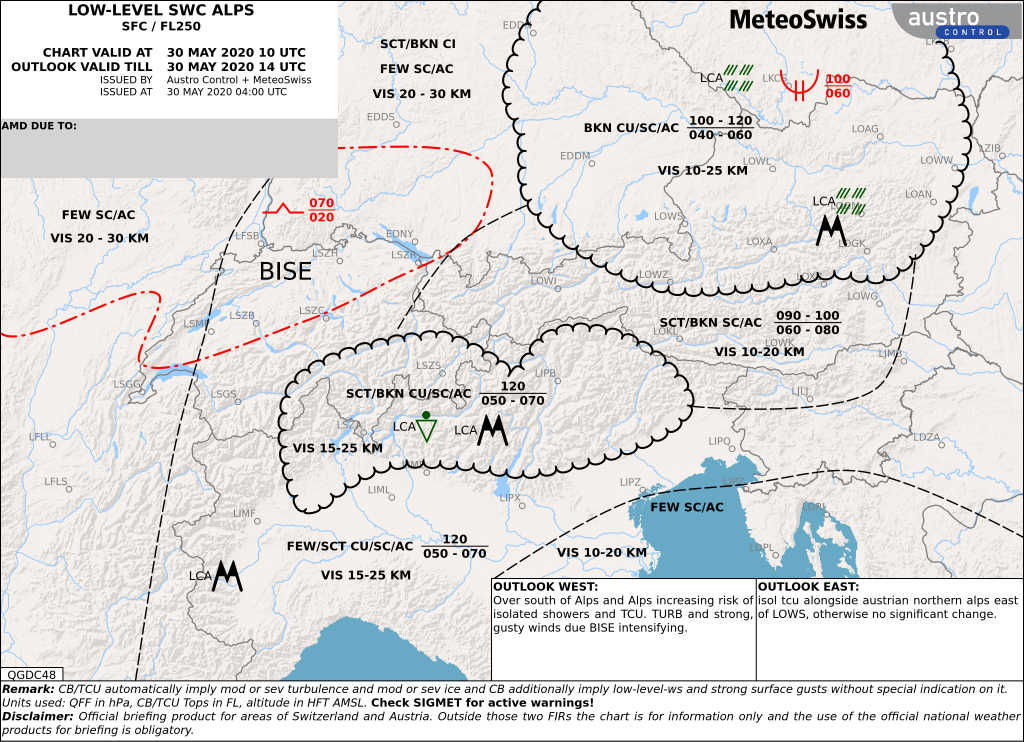 LOW-LEVEL SWC ALPS
SFC / FL250
CHART VALID AT 30 MAY 2020 10 UTC
OUTLOOK VALID TILL 30 MAY 2020 14 UTC
ISSUED BY Austro Control + MeteoSwiss
ISSUED AT 30 MAY 2020 04:00 UTC
AMD DUE TO:
MeteoSwiss
austro
CONTROL
SCT/BKN CI
FEW SC/AC
VIS 20 - 30 KM
EDDS
LCA
100
060
BKN CU/SC/AC
100 - 120
040 - 060
LOAG
EDDM
VIS 10-25 KM
LOWL
LOWW
LZIB
LOAN
LCA
070
020
FEW SC/AC
VIS 20 - 30 KM
LFSB
LSZH
EDNY
LSZR
LOWS
LOXA
LOGK
BISE
LOWI
LOWZ
LOWG
LSZG
LSZB
LSMP
SCT/BKN SC/AC
090 - 100
060 - 080
LOKL
LOWK
VIS 10-20 KM
LJMB
LSZS
LIPB
LSGG
LSGS
SCT/BKN CU/SC/AC
120
050 - 070
LJLJ
LCA
LCA
LSZA
VIS 15-25 KM
LFLL
LIPQ
LDZA
LFLS
LIML
LIPX
LIPZ
LIMF
FEW SC/AC
FEW/SCT CU/SC/AC
120
050 - 070
VIS 10-20 KM
LDPL
VIS 15-25 KM
LCA
OUTLOOK WEST:
Over south of Alps and Alps increasing risk of
isolated showers and TCU. TURB and strong,
gusty winds due BISE intensifying.
OUTLOOK EAST:
isol tcu alongside austrian northern alps east
of LOWS, otherwise no significant change.
QGDC48
Remark: CB/TCU automatically imply mod or sev turbulence and mod or sev ice and CB additionally imply low-level-ws and strong surface gusts without special indication on it.
Units used: QFF in hPa, CB/TCU Tops in FL, altitude in HFT AMSL. Check SIGMET for active warnings!
Disclaimer: Official briefing product for areas of Switzerland and Austria. Outside those two FIRs the chart is for information only and the use of the official national weather
products for briefing is obligatory.